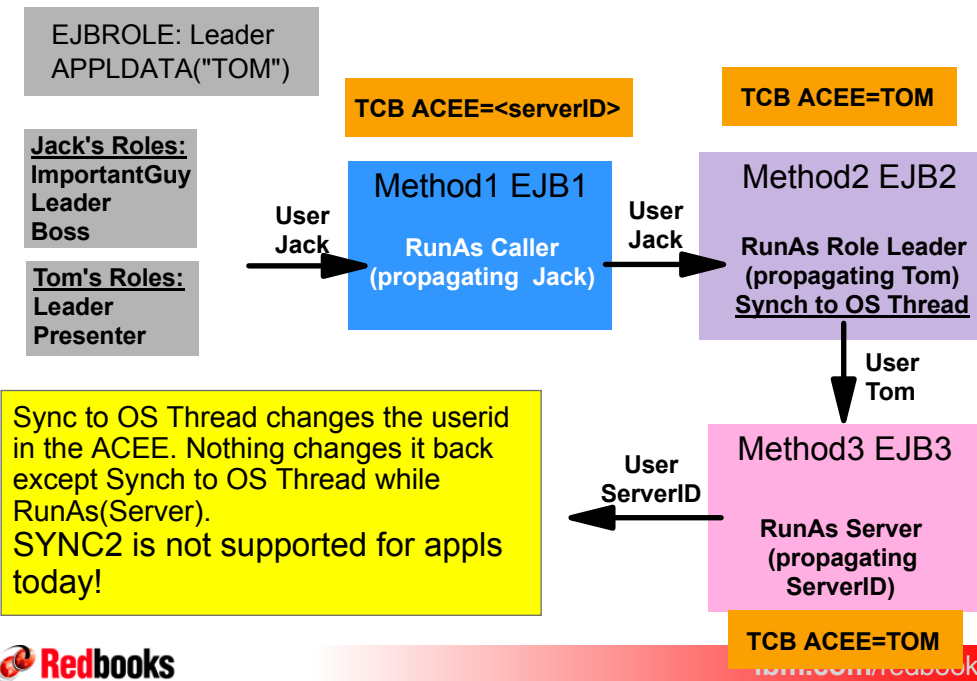 EJBROLE: Leader
APPLDATA("TOM")
TCB ACEE=<serverID>
TCB ACEE=TOM
Jack's Roles:
ImportantGuy
Leader
Boss
Tom's Roles:
Leader
Presenter
User
Jack
Method1 EJB1
RunAs Caller
(propagating Jack)
User
Jack
Method2 EJB2
RunAs Role Leader
(propagating Tom)
Synch to OS Thread
User
Tom
Method3 EJB3
RunAs Server
(propagating
ServerID)
TCB ACEE=TOM
User
ServerID
Sync to OS Thread changes the userid
in the ACEE. Nothing changes it back
except Synch to OS Thread while
RunAs(Server).
SYNC2 is not supported for appls
today!
Redbooks
ibm.com/redbook